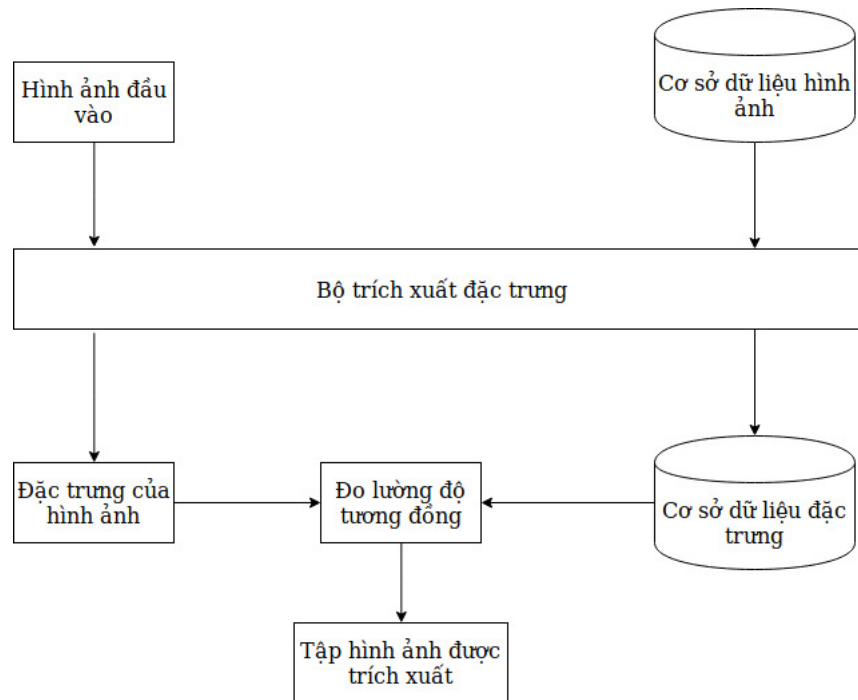 Hình ảnh đầu
vào
Cơ sở dữ liệu hình
ảnh
Bộ trích xuất đặc trưng
Đặc trưng của
hình ảnh
Đo lường độ
tương đồng
Cơ sở dữ liệu đặc
trưng
Tập hình ảnh được
trích xuất